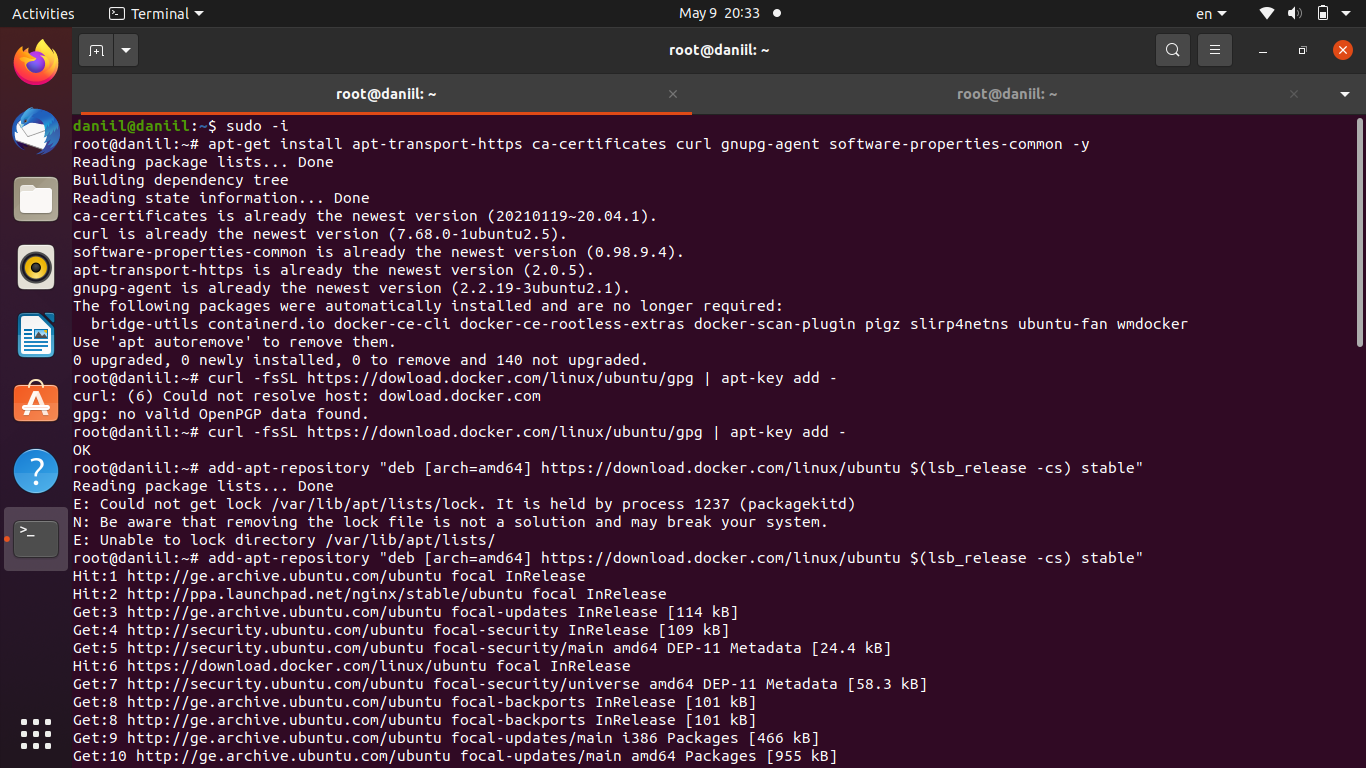 Activities
Terminal
May 9 20:33
en
root@daniil: ~
root@daniil: ~
root@daniil: ~
daniil@daniil:~$ sudo -i
root@daniil:~# apt-get install apt-transport-https ca-certificates curl gnupg-agent software-properties-common -y
Reading package lists... Done
Building dependency tree
Reading state information... Done
ca-certificates is already the newest version (20210119~20.04.1).
curl is already the newest version (7.68.0-1ubuntu2.5).
software-properties-common is already the newest version (0.98.9.4).
apt-transport-https is already the newest version (2.0.5).
gnupg-agent is already the newest version (2.2.19-3ubuntu2.1).
The following packages were automatically installed and are no longer required:
  bridge-utils containerd.io docker-ce-cli docker-ce-rootless-extras docker-scan-plugin pigz slirp4netns ubuntu-fan wmdocker
Use 'apt autoremove' to remove them.
0 upgraded, 0 newly installed, 0 to remove and 140 not upgraded.
root@daniil:~# curl -fsSL https://dowload.docker.com/linux/ubuntu/gpg | apt-key add -
curl: (6) Could not resolve host: dowload.docker.com
gpg: no valid OpenPGP data found.
root@daniil:~# curl -fsSL https://download.docker.com/linux/ubuntu/gpg | apt-key add -
OK
root@daniil:~# add-apt-repository "deb [arch=amd64] https://download.docker.com/linux/ubuntu $(lsb_release -cs) stable"
Reading package lists... Done
E: Could not get lock /var/lib/apt/lists/lock. It is held by process 1237 (packagekitd)
N: Be aware that removing the lock file is not a solution and may break your system.
E: Unable to lock directory /var/lib/apt/lists/
root@daniil:~# add-apt-repository "deb [arch=amd64] https://download.docker.com/linux/ubuntu $(lsb_release -cs) stable"
Hit:1 http://ge.archive.ubuntu.com/ubuntu focal InRelease
Hit:2 http://ppa.launchpad.net/nginx/stable/ubuntu focal InRelease
Get:3 http://ge.archive.ubuntu.com/ubuntu focal-updates InRelease [114 kB]
Get:4 http://security.ubuntu.com/ubuntu focal-security InRelease [109 kB]
Get:5 http://security.ubuntu.com/ubuntu focal-security/main amd64 DEP-11 Metadata [24.4 kB]
Hit:6 https://download.docker.com/linux/ubuntu focal InRelease
Get:7 http://security.ubuntu.com/ubuntu focal-security/universe amd64 DEP-11 Metadata [58.3 kB]
Get:8 http://ge.archive.ubuntu.com/ubuntu focal-backports InRelease [101 kB]
Get:8 http://ge.archive.ubuntu.com/ubuntu focal-backports InRelease [101 kB]
Get:9 http://ge.archive.ubuntu.com/ubuntu focal-updates/main i386 Packages [466 kB]
Get:10 http://ge.archive.ubuntu.com/ubuntu focal-updates/main amd64 Packages [955 kB]